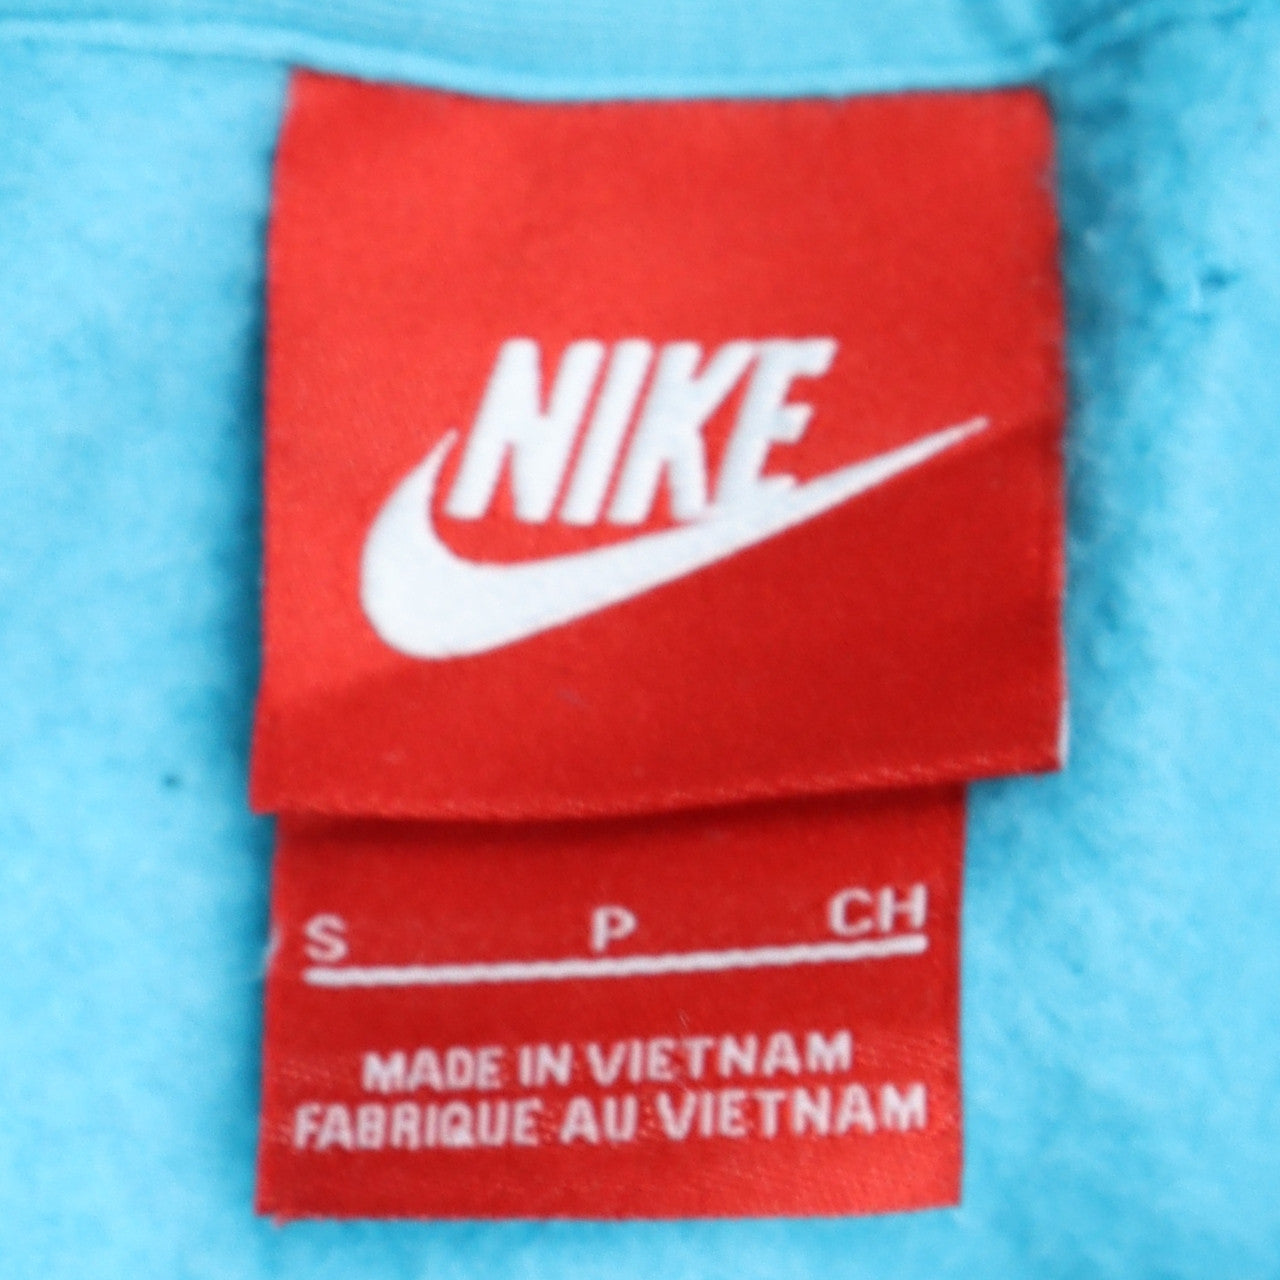 NIKE
S P CH
MADE IN VIETNAM
FABRIQUE AU VIETNAM